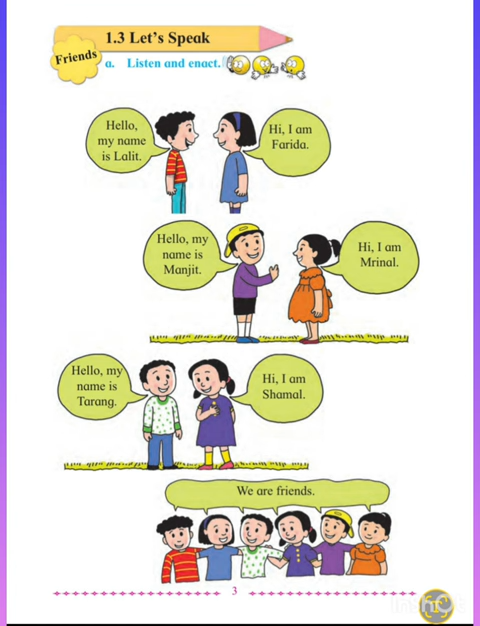 1.3 Let's Speak
Friends
a. Listen and enact.
Hello,
my name
is Lalit.
Hi, I am
Farida.
Hello, my
name is
Manjit.
Hi, I am
Mrinal.
Hello, my
name is
Tarang.
Hi, I am
Shamal.
We are friends.
3